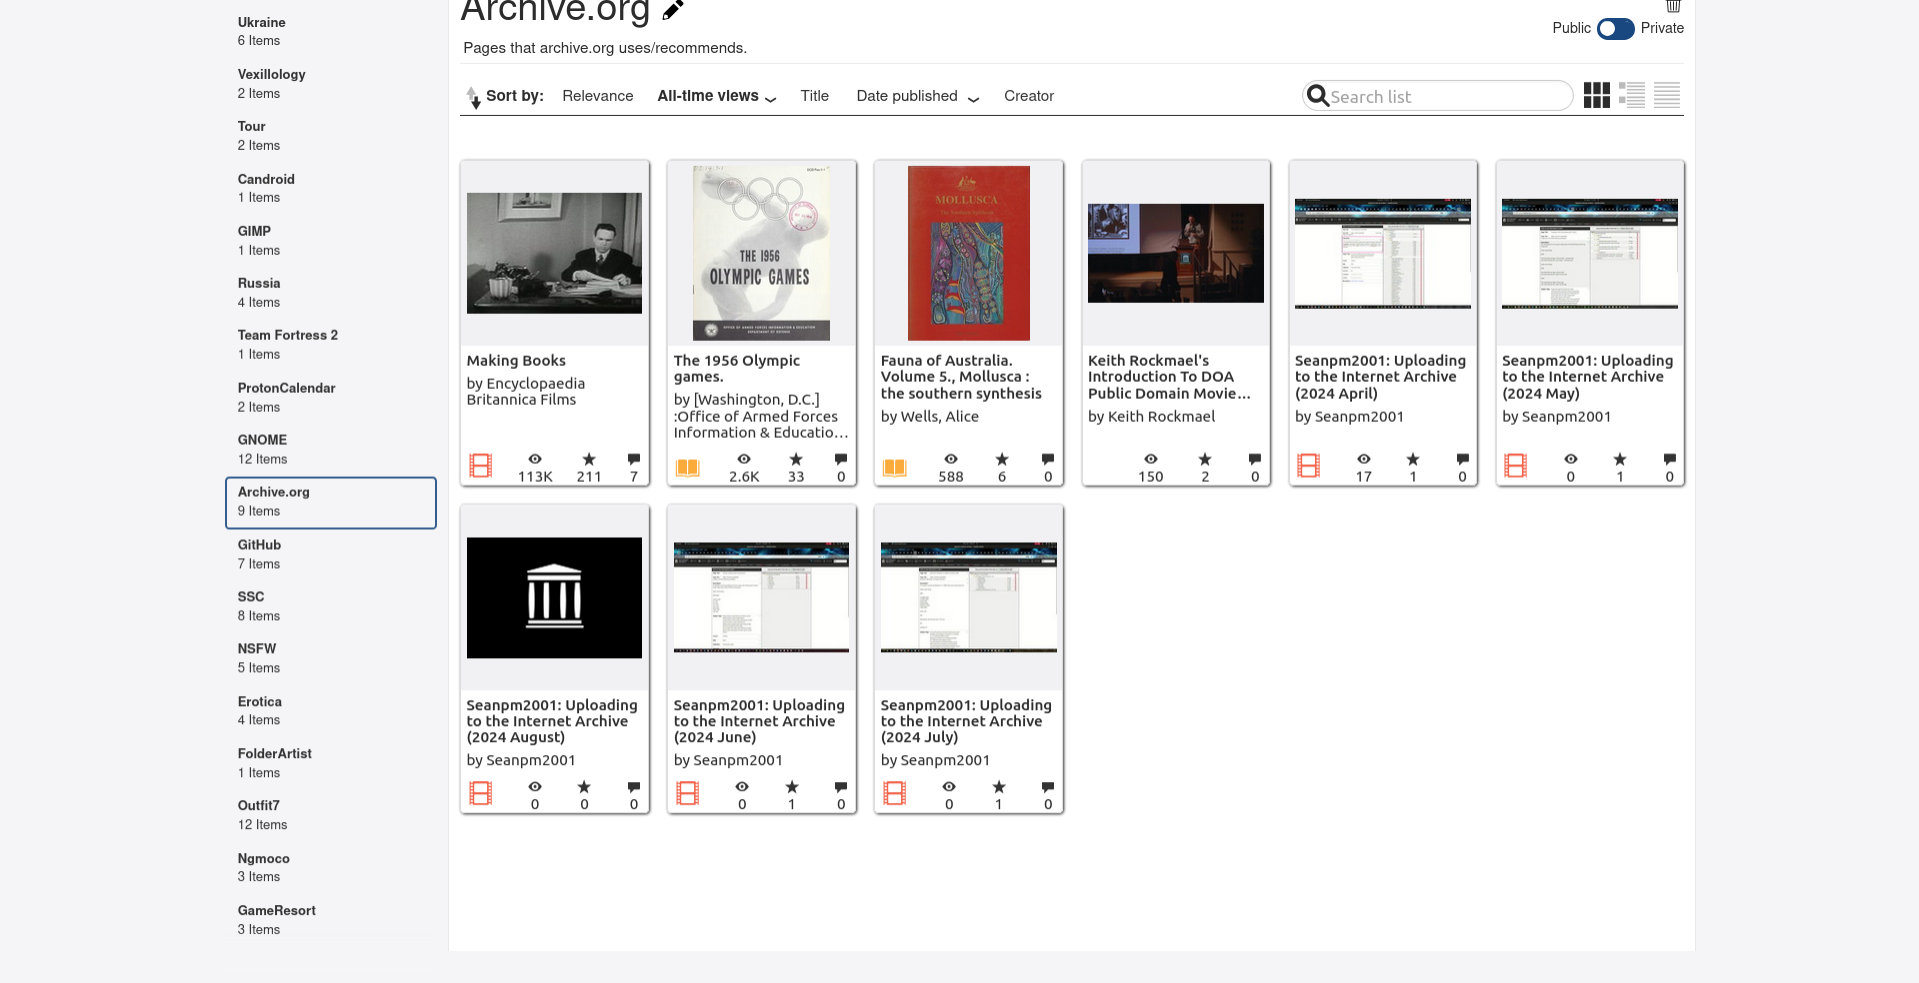 Ukraine
6 Items
Vexillology
2 Items
Tour
2 Items
Candroid
1 Items
GIMP
1 Items
Russia
4 Items
Team Fortress 2
1 Items
ProtonCalendar
2 Items
GNOME
12 Items
Archive.org
9 Items
GitHub
7 Items
SSC
8 Items
NSFW
5 Items
Erotica
4 Items
FolderArtist
1 Items
Outfit7
12 Items
Ngmoco
3 Items
GameResort
3 Items
Archive.org
Public Private
Pages that archive.org uses/recommends.
Sort by: Relevance All-time views Title Date published Creator
Search list
Making Books
by Encyclopaedia
Britannica Films
113K 211 7
THE 1956
OLYMPIC GAMES
OFFICE OF ARMED FORCES INFORMATION & EDUCATION
DEPARTMENT OF DEFENSE
The 1956 Olympic
games.
by [Washington, D.C.]
:Office of Armed Forces
Information & Educatio…
2.6K 33 0
MOLLUSCA
Fauna of Australia.
Volume 5., Mollusca :
the southern synthesis
by Wells, Alice
588 6 0
Keith Rockmael's
Introduction To DOA
Public Domain Movie…
by Keith Rockmael
150 2 0
Seanpm2001: Uploading
to the Internet Archive
(2024 April)
by Seanpm2001
17 1 0
Seanpm2001: Uploading
to the Internet Archive
(2024 May)
by Seanpm2001
0 1 0
Seanpm2001: Uploading
to the Internet Archive
(2024 August)
by Seanpm2001
0 0 0
Seanpm2001: Uploading
to the Internet Archive
(2024 June)
by Seanpm2001
0 1 0
Seanpm2001: Uploading
to the Internet Archive
(2024 July)
by Seanpm2001
0 1 0